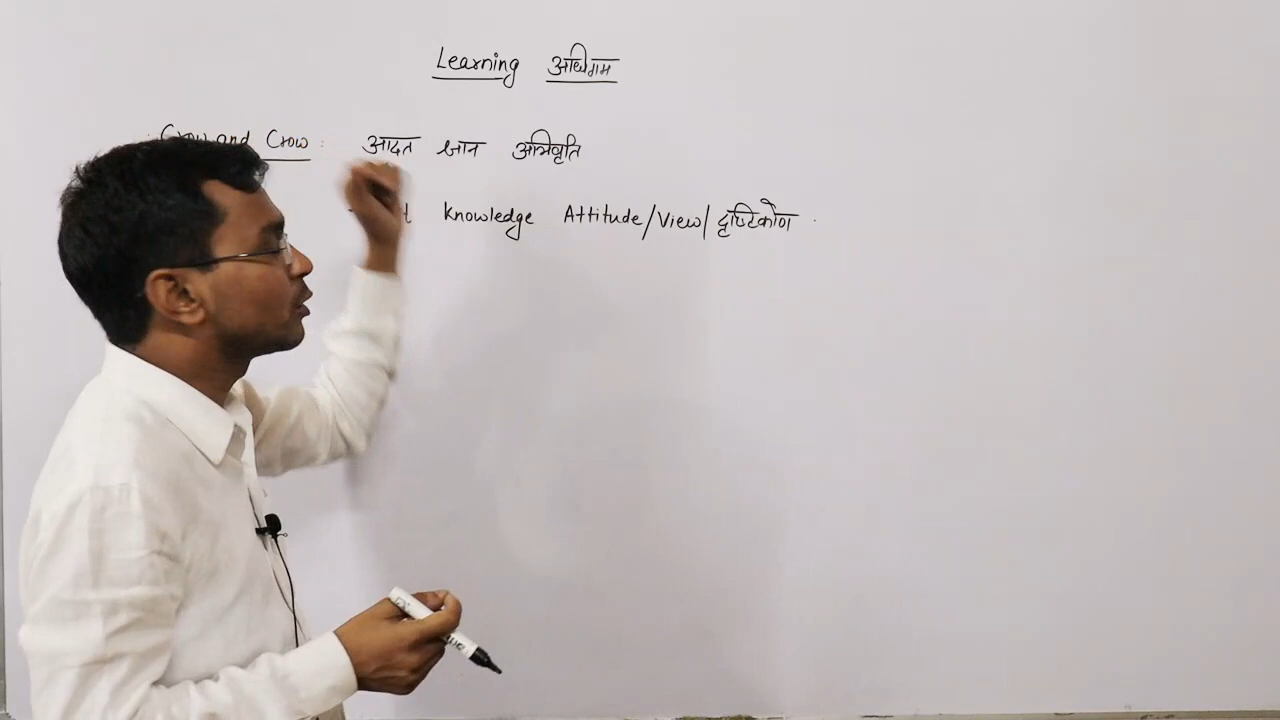 Learning अधिगम
Crow and Crow : आदत ज्ञान अभिवृति
knowledge Attitude/View/दृष्टिकोण .